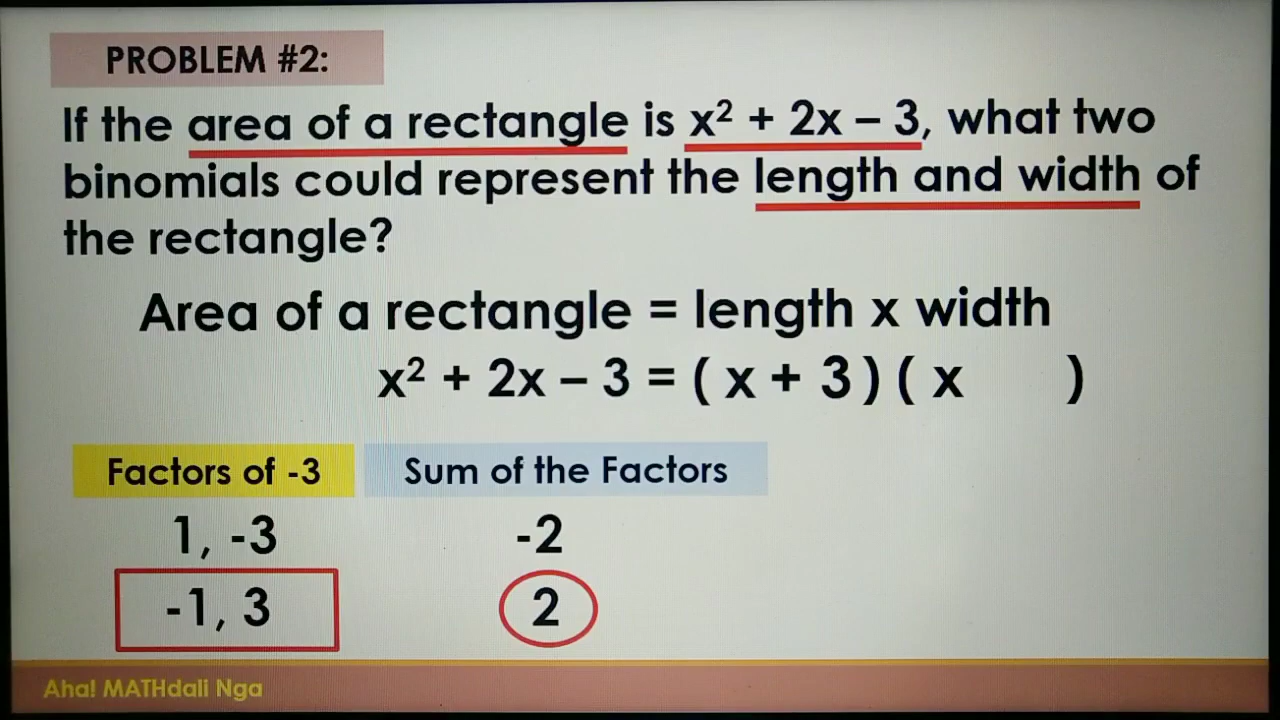 PROBLEM #2:
If the area of a rectangle is x² + 2x – 3, what two
binomials could represent the length and width of
the rectangle?
Area of a rectangle = length x width
x² + 2x – 3 = ( x + 3 ) ( x )
Factors of -3 Sum of the Factors
1, -3 -2
-1, 3 2
Aha! MATHdali Nga